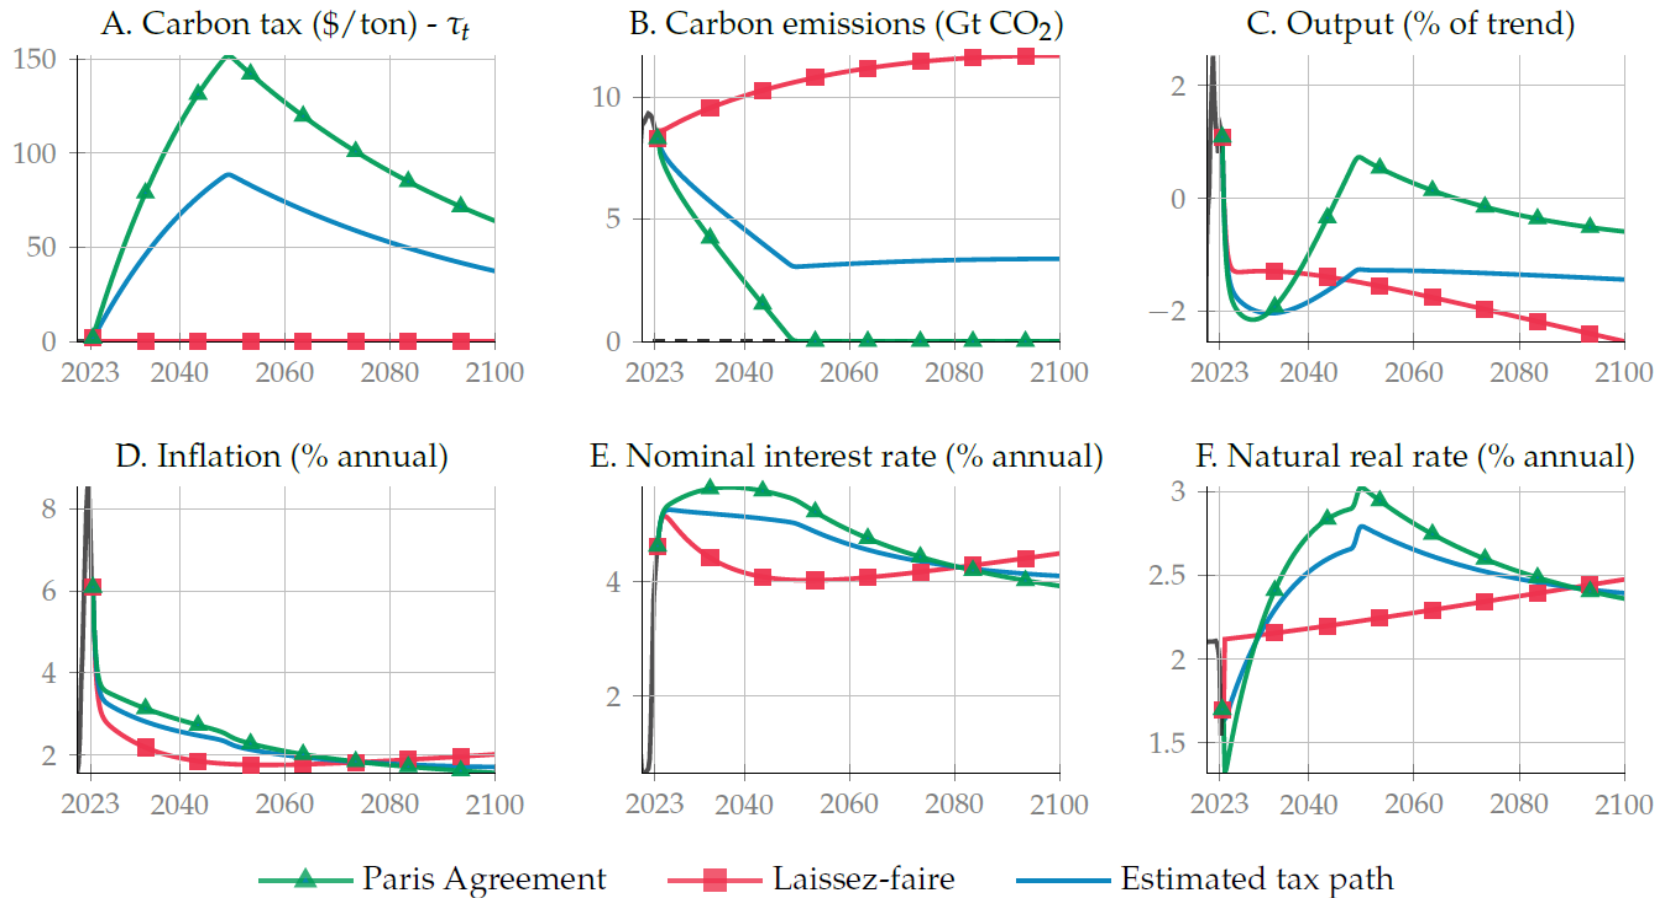 A. Carbon tax ($/ton) - τt
B. Carbon emissions (Gt CO2)
C. Output (% of trend)
150
100
50
0
2023 2040 2060 2080 2100
10
5
0
2023 2040 2060 2080 2100
2
0
−2
2023 2040 2060 2080 2100
D. Inflation (% annual)
E. Nominal interest rate (% annual)
F. Natural real rate (% annual)
8
6
4
2
2023 2040 2060 2080 2100
4
2
2023 2040 2060 2080 2100
3
2.5
2
1.5
2023 2040 2060 2080 2100
Paris Agreement Laissez-faire Estimated tax path